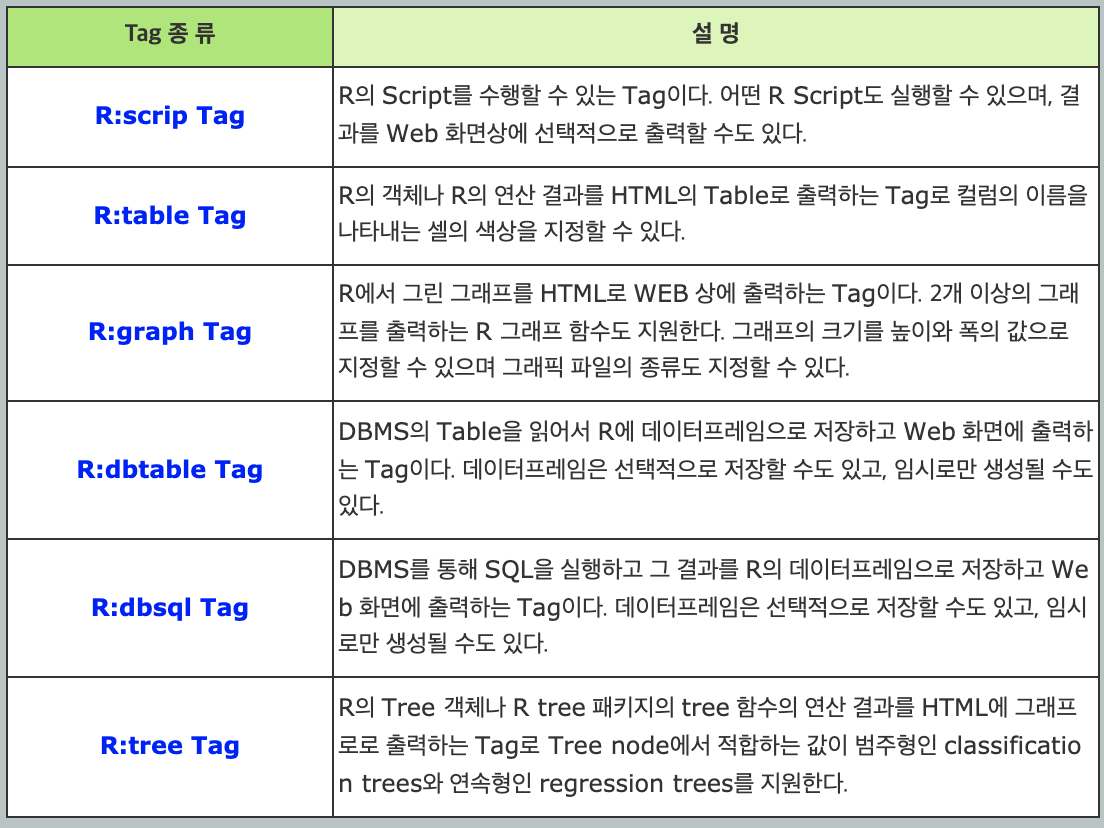 Tag 종 류
설 명
R:scrip Tag
R의 Script를 수행할 수 있는 Tag이다. 어떤 R Script도 실행할 수 있으며, 결
과를 Web 화면상에 선택적으로 출력할 수도 있다.
R:table Tag
R의 객체나 R의 연산 결과를 HTML의 Table로 출력하는 Tag로 컬럼의 이름을
나타내는 셀의 색상을 지정할 수 있다.
R:graph Tag
R에서 그린 그래프를 HTML로 WEB 상에 출력하는 Tag이다. 2개 이상의 그래
프를 출력하는 R 그래프 함수도 지원한다. 그래프의 크기를 높이와 폭의 값으로
지정할 수 있으며 그래픽 파일의 종류도 지정할 수 있다.
R:dbtable Tag
DBMS의 Table을 읽어서 R에 데이터프레임으로 저장하고 Web 화면에 출력하
는 Tag이다. 데이터프레임은 선택적으로 저장할 수도 있고, 임시로만 생성될 수도
있다.
R:dbsql Tag
DBMS를 통해 SQL을 실행하고 그 결과를 R의 데이터프레임으로 저장하고 We
b 화면에 출력하는 Tag이다. 데이터프레임은 선택적으로 저장할 수도 있고, 임시
로만 생성될 수도 있다.
R:tree Tag
R의 Tree 객체나 R tree 패키지의 tree 함수의 연산 결과를 HTML에 그래프
로로 출력하는 Tag로 Tree node에서 적합하는 값이 범주형인 classificatio
n trees와 연속형인 regression trees를 지원한다.